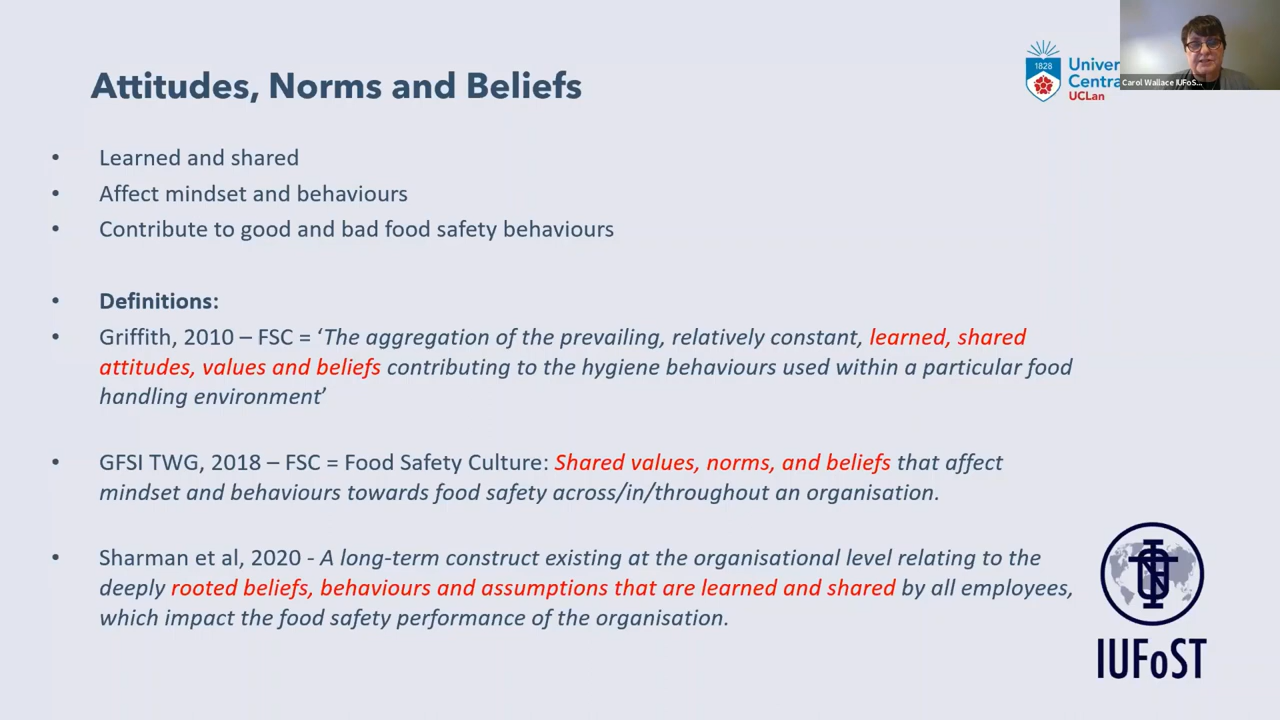 Attitudes, Norms and Beliefs
1828
Univer
Centra
UCLan
Carol Wallace IUFoS...
• Learned and shared
• Affect mindset and behaviours
• Contribute to good and bad food safety behaviours
• Definitions:
• Griffith, 2010 – FSC = ‘The aggregation of the prevailing, relatively constant, learned, shared
attitudes, values and beliefs contributing to the hygiene behaviours used within a particular food
handling environment’
• GFSI TWG, 2018 – FSC = Food Safety Culture: Shared values, norms, and beliefs that affect
mindset and behaviours towards food safety across/in/throughout an organisation.
• Sharman et al, 2020 - A long-term construct existing at the organisational level relating to the
deeply rooted beliefs, behaviours and assumptions that are learned and shared by all employees,
which impact the food safety performance of the organisation.
IUFoST